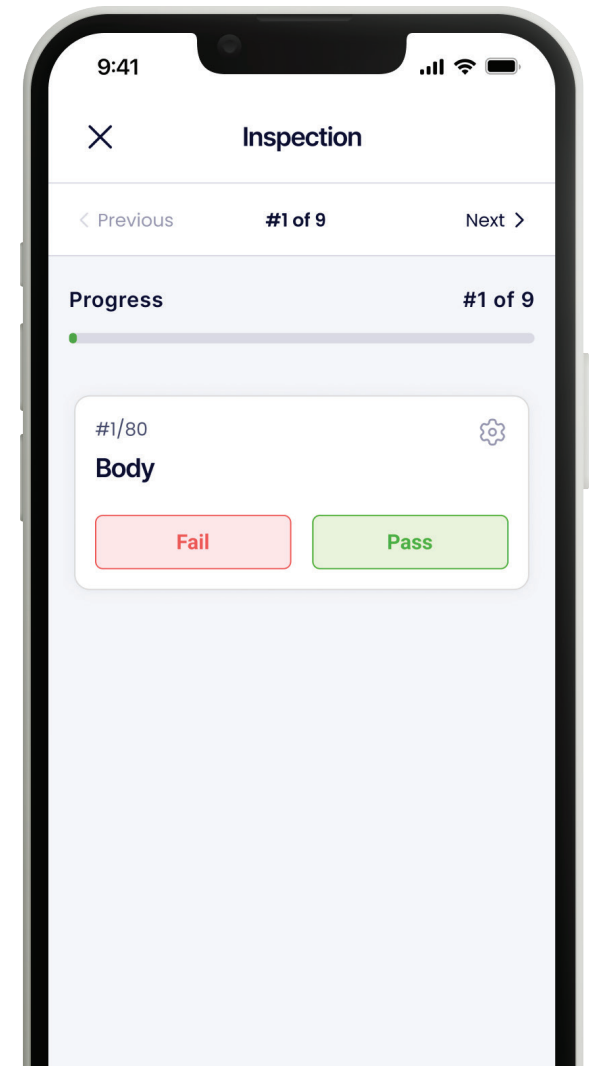 9:41
Inspection
Previous #1 of 9 Next
Progress #1 of 9
#1/80
Body
Fail Pass